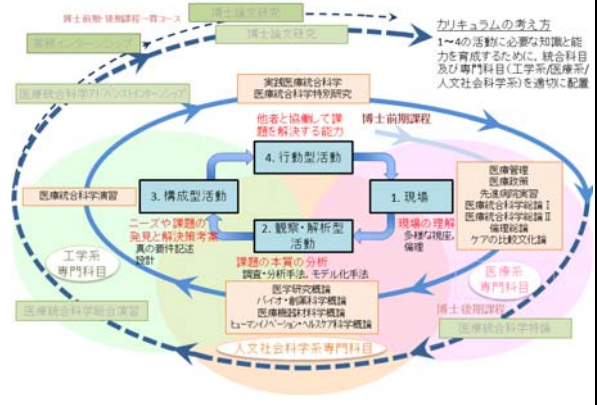 博士前期・後期課程一貫コース
博士論文研究
博士論文研究
実務インターンシップ
カリキュラムの考え方
1～4の活動に必要な知識と能
力を育成するために、統合科目
及び専門科目(工学系/医療系/
人文社会科学系)を適切に配置
医療統合科学アドバンストインターンシップ
実践医療統合科学
医療統合科学特別研究
他者と協働して課
題を解決する能力
博士前期課程
4. 行動型活動
医療統合科学演習
3. 構成型活動
1. 現場
医療管理
医療政策
先進病院実習
医療統合科学総論Ⅰ
医療統合科学総論Ⅱ
倫理総論
ケアの比較文化論
ニーズや課題の
発見と解決策考案
真の要件記述
設計
2. 観察・解析型
活動
現場の理解
多様な視座、
倫理
課題の本質の分析
調査・分析手法、モデル化手法
工学系
専門科目
医療系
専門科目
医学研究概論
バイオ・創薬科学概論
医療機器材料学概論
ヒューマンイノベーション・ヘルスケア科学概論
医療統合科学総合演習
博士後期課程
医療統合科学特論
人文社会科学系専門科目